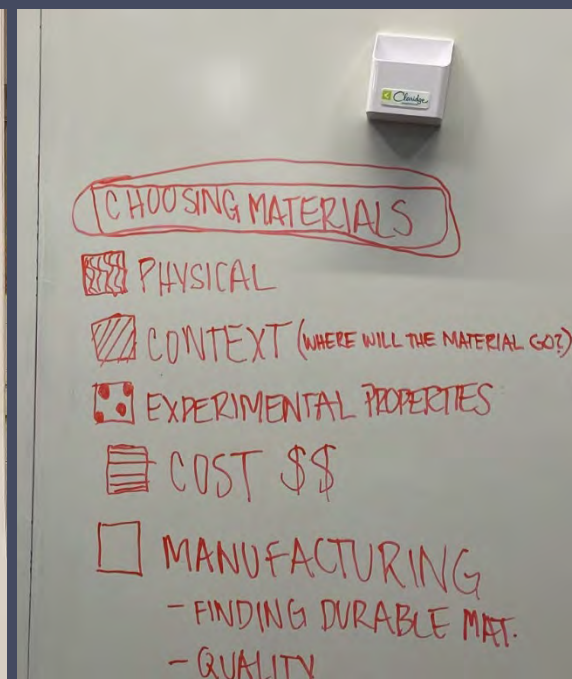 Claridge
CHOOSING MATERIALS
PHYSICAL
CONTEXT (WHERE WILL THE MATERIAL GO?)
EXPERIMENTAL PROPERTIES
COST $$
MANUFACTURING
- FINDING DURABLE MAT.
- QUALITY